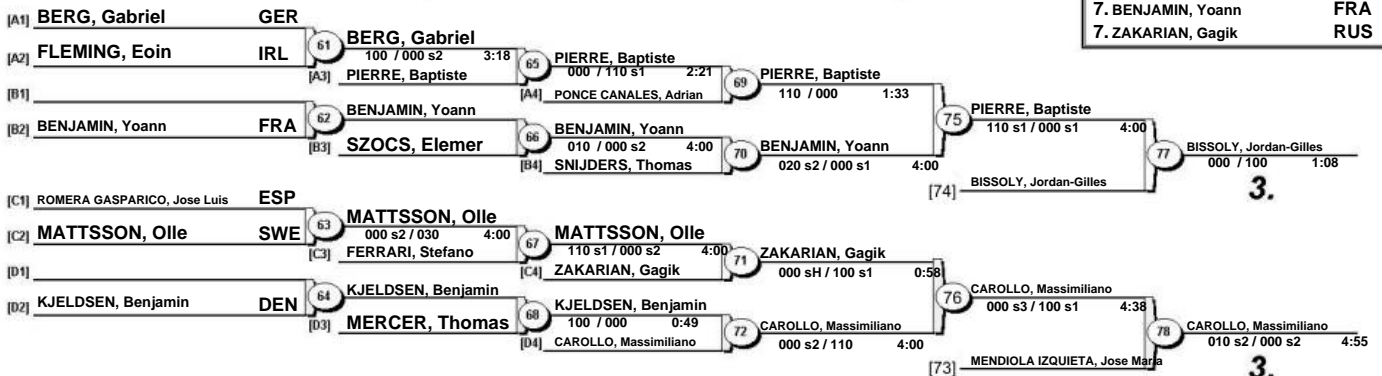 7. BENJAMIN, Yoann FRA
7. ZAKARIAN, Gagik RUS
[A1] BERG, Gabriel GER
[A2] FLEMING, Eoin IRL
61 BERG, Gabriel
100 / 000 s2 3:18
[A3] PIERRE, Baptiste
65 PIERRE, Baptiste
000 / 110 s1 2:21
[A4] PONCE CANALES, Adrian
69 PIERRE, Baptiste
110 / 000 1:33
[B1]
[B2] BENJAMIN, Yoann FRA
62 BENJAMIN, Yoann
[B3] SZOCS, Elemer
66 BENJAMIN, Yoann
010 / 000 s2 4:00
[B4] SNIJDERS, Thomas
70 BENJAMIN, Yoann
020 s2 / 000 s1 4:00
75 PIERRE, Baptiste
110 s1 / 000 s1 4:00
[74] BISSOLY, Jordan-Gilles
77 BISSOLY, Jordan-Gilles
000 / 100 1:08
3.
[C1] ROMERA GASPARICO, Jose Luis ESP
[C2] MATTSSON, Olle SWE
63 MATTSSON, Olle
000 s2 / 030 4:00
[C3] FERRARI, Stefano
67 MATTSSON, Olle
110 s1 / 000 s2 4:00
[C4] ZAKARIAN, Gagik
71 ZAKARIAN, Gagik
000 sH / 100 s1 0:58
[D1]
[D2] KJELDSEN, Benjamin DEN
64 KJELDSEN, Benjamin
[D3] MERCER, Thomas
68 KJELDSEN, Benjamin
100 / 000 0:49
[D4] CAROLLO, Massimiliano
72 CAROLLO, Massimiliano
000 s2 / 110 4:00
76 CAROLLO, Massimiliano
000 s3 / 100 s1 4:38
[73] MENDIOLA IZQUIETA, Jose Maria
78 CAROLLO, Massimiliano
010 s2 / 000 s2 4:55
3.